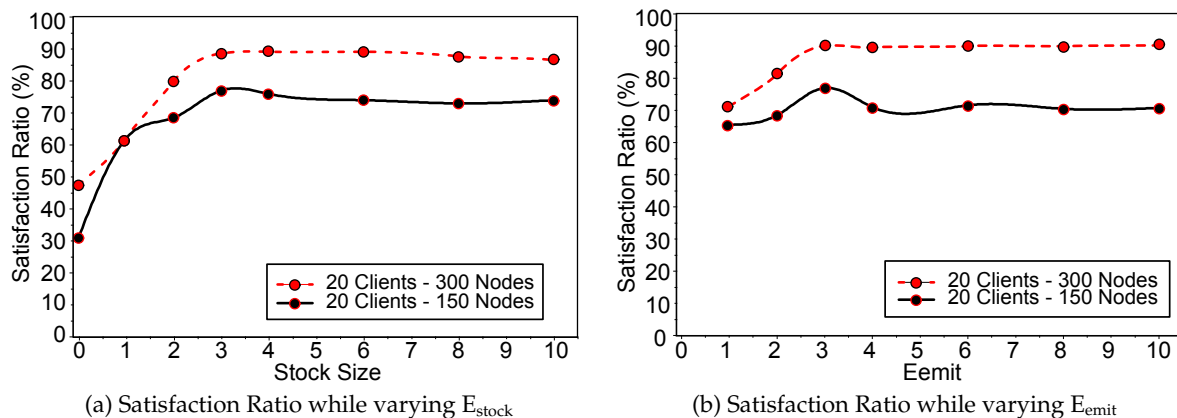 100
90
80
70
60
50
40
30
20
10
0
Satisfaction Ratio (%)
20 Clients - 300 Nodes
20 Clients - 150 Nodes
0 1 2 3 4 5 6 7 8 9 10
Stock Size
(a) Satisfaction Ratio while varying Estock
100
90
80
70
60
50
40
30
20
10
0
Satisfaction Ratio (%)
20 Clients - 300 Nodes
20 Clients - 150 Nodes
0 1 2 3 4 5 6 7 8 9 10
Eemit
(b) Satisfaction Ratio while varying Eemit